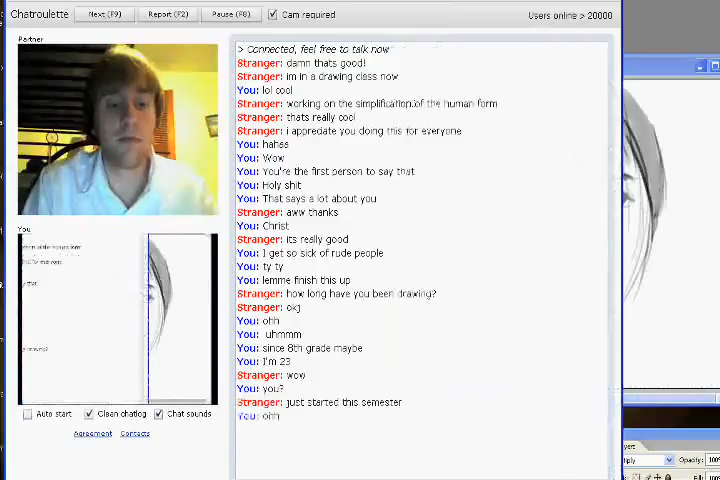 Chatroulette
Next (F9)
Report (F2)
Pause (F8)
Cam required
Users online > 20000
Partner
> Connected, feel free to talk now
Stranger: damn thats good!
Stranger: im in a drawing class now
You: lol cool
Stranger: working on the simplification of the human form
Stranger: thats really cool
Stranger: i appreciate you doing this for everyone
You: hahaa
You: Wow
You: You're the first person to say that
You: Holy shit
You: That says a lot about you
Stranger: aww thanks
You: Christ
Stranger: its really good
You: I get so sick of rude people
You: ty ty
You: lemme finish this up
Stranger: how long have you been drawing?
Stranger: okj
You: ohh
You: uhmmm
You: since 8th grade maybe
You: I'm 23
Stranger: wow
You: you?
Stranger: just started this semester
You: ohh
You
Auto start
Clean chatlog
Chat sounds
Agreement
Contacts
Opacity: 100%